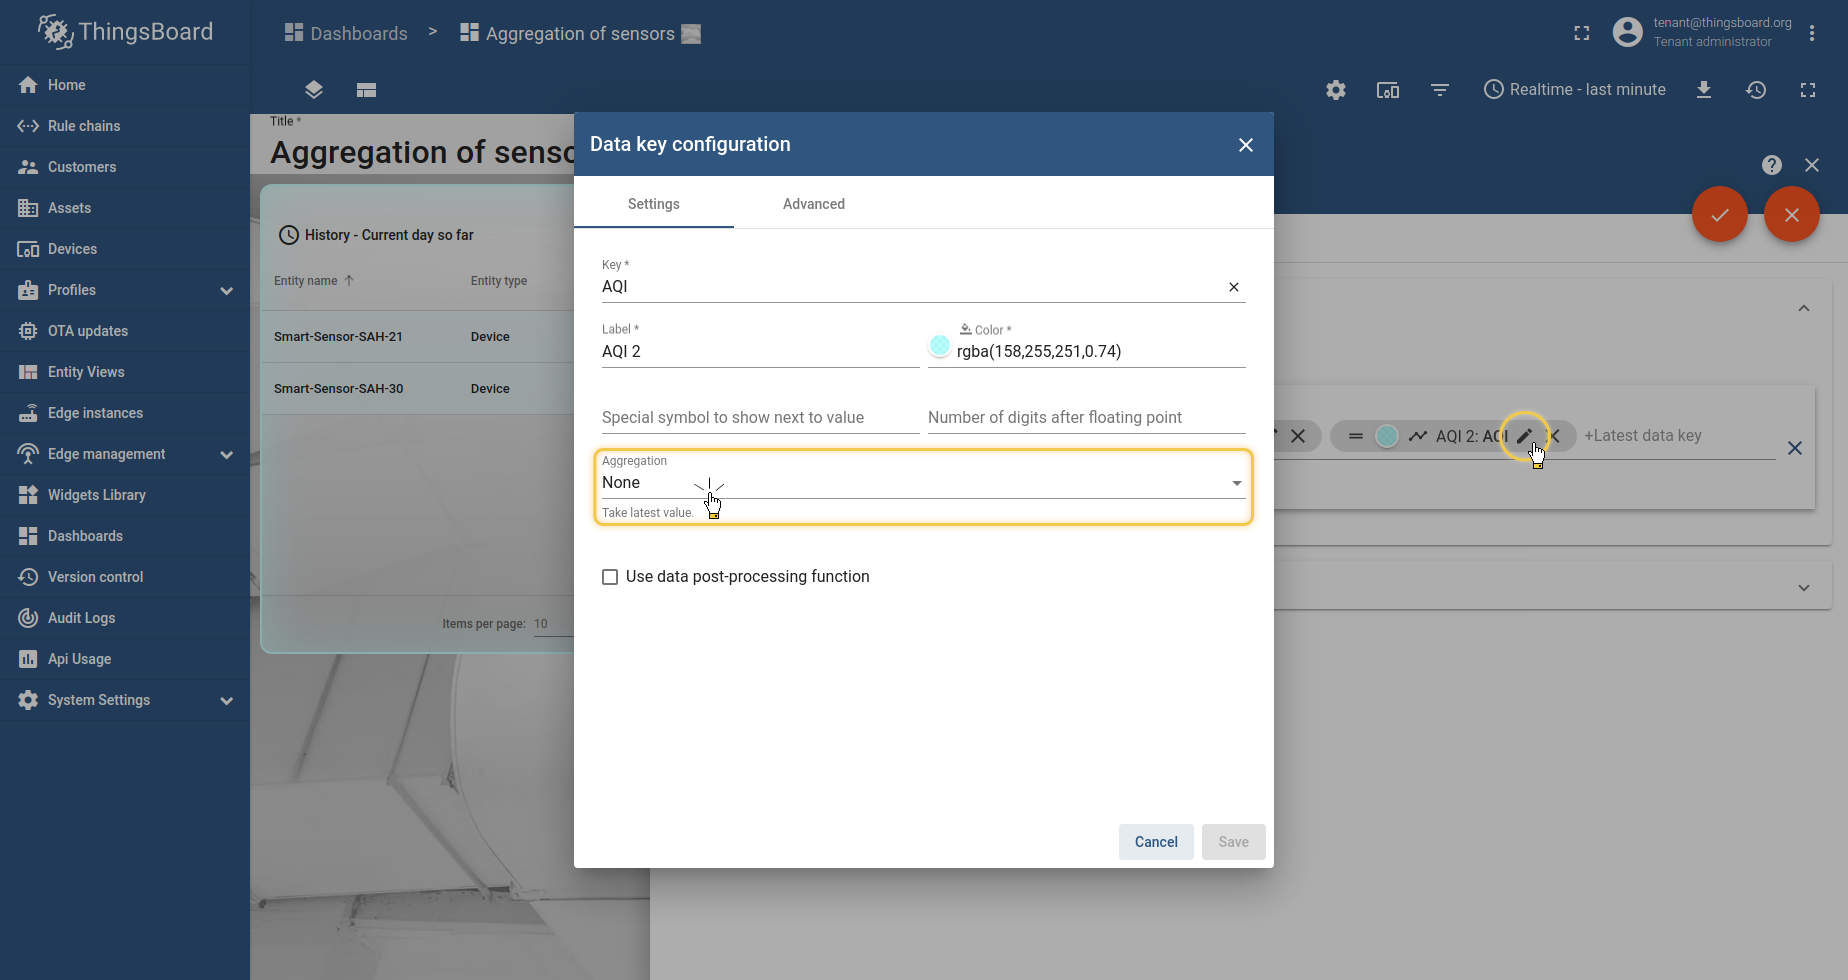 ThingsBoard
Dashboards > Aggregation of sensors
tenant@thingsboard.org
Tenant administrator
Home
Rule chains
Customers
Assets
Devices
Profiles
OTA updates
Entity Views
Edge instances
Edge management
Widgets Library
Dashboards
Version control
Audit Logs
Api Usage
System Settings
Realtime - last minute
Title *
Aggregation of senso
History - Current day so far
Entity name Entity type
Smart-Sensor-SAH-21 Device
Smart-Sensor-SAH-30 Device
Items per page: 10
Data key configuration
Settings Advanced
Key *
AQI
Label *
AQI 2
Color *
rgba(158,255,251,0.74)
Special symbol to show next to value
Number of digits after floating point
Aggregation
None
Take latest value.
Use data post-processing function
Cancel Save
AQI 2: AQI
+Latest data key